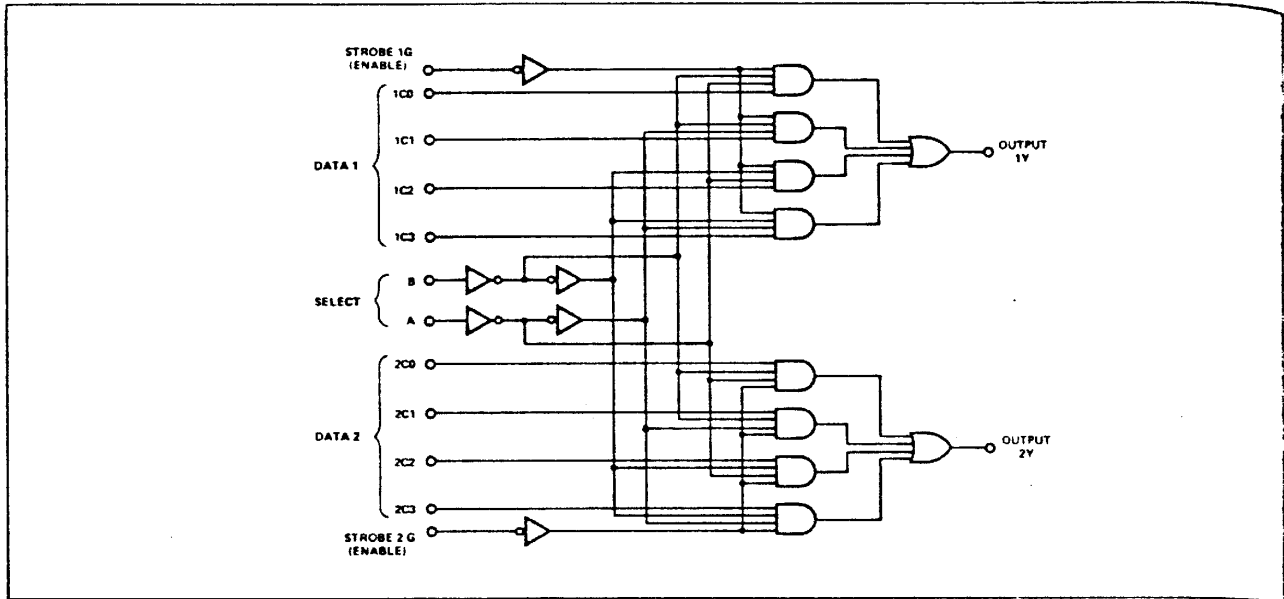 STROBE 1G
(ENABLE)
1C0
1C1
DATA 1
1C2
1C3
OUTPUT
1Y
B
SELECT
A
2C0
2C1
DATA 2
2C2
2C3
STROBE 2G
(ENABLE)
OUTPUT
2Y